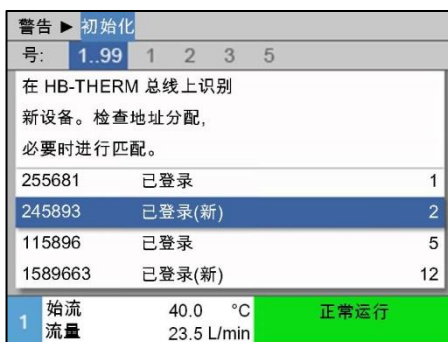 警告 ▶ 初始化
号: 1..99 1 2 3 5
在 HB-THERM 总线上识别
新设备。检查地址分配,
必要时进行匹配。
255681 已登录 1
245893 已登录(新) 2
115896 已登录 5
1589663 已登录(新) 12
1 始流 40.0 °C 正常运行
流量 23.5 L/min